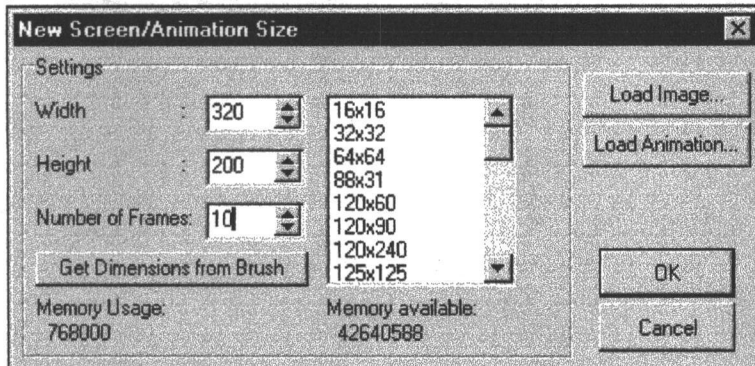 New Screen/Animation Size
Settings
Width : 320
Height : 200
Number of Frames: 10
Get Dimensions from Brush
Memory Usage:
768000
16x16
32x32
64x64
88x31
120x60
120x90
120x240
125x125
Memory available:
42640588
Load Image...
Load Animation...
OK
Cancel